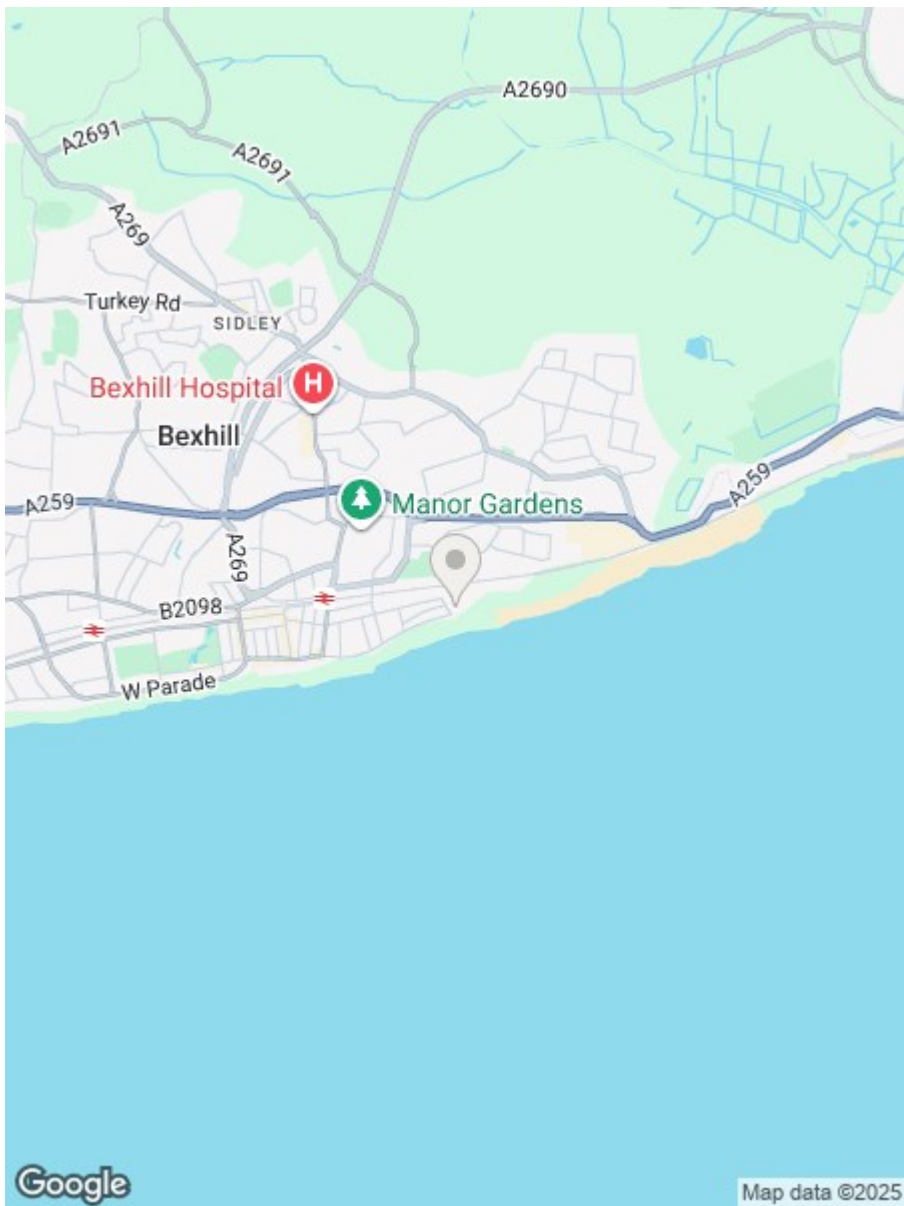 A2690
A2691
A2691
A269
Turkey Rd
SIDLEY
Bexhill Hospital
H
Bexhill
A259
A259
Manor Gardens
A269
B2098
W Parade
Google
Map data ©2025